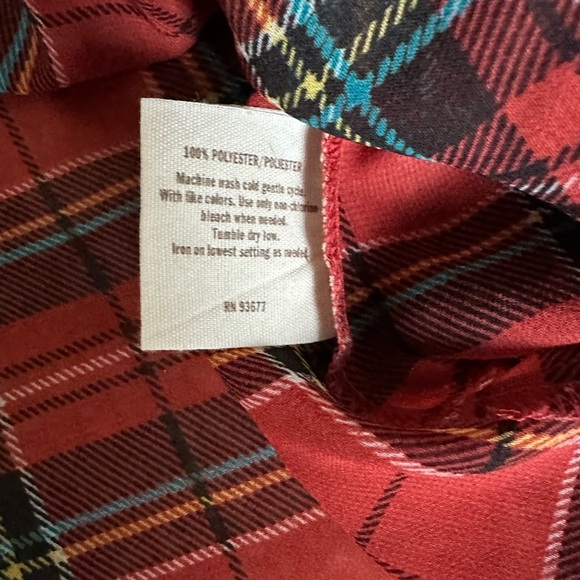 100% POLYESTER/POLIESTER
Machine wash cold gentle cycle.
With like colors. Use only non-chlorine
bleach when needed.
Tumble dry low.
Iron on lowest setting as needed.
RN 93677